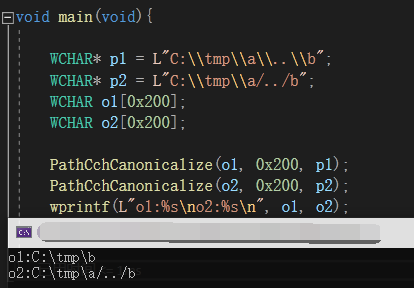 void main(void){
WCHAR* p1 = L"C:\\tmp\\a\\..\\b";
WCHAR* p2 = L"C:\\tmp\\a/../b";
WCHAR o1[0x200];
WCHAR o2[0x200];
PathCchCanonicalize(o1, 0x200, p1);
PathCchCanonicalize(o2, 0x200, p2);
wprintf(L"o1:%s\no2:%s\n", o1, o2);
o1:C:\tmp\b
o2:C:\tmp\a/../b